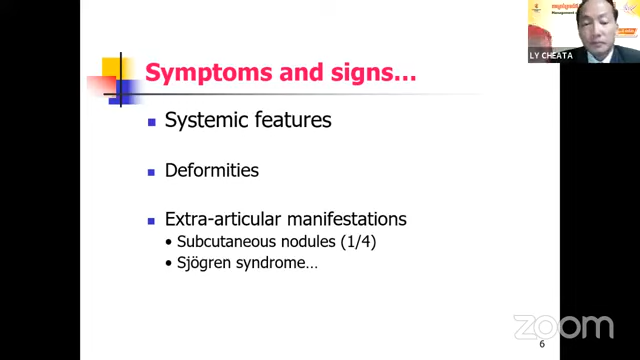 Symptoms and signs...
Systemic features
Deformities
Extra-articular manifestations
• Subcutaneous nodules (1/4)
• Sjögren syndrome...
LY CHEATA
zoom
6